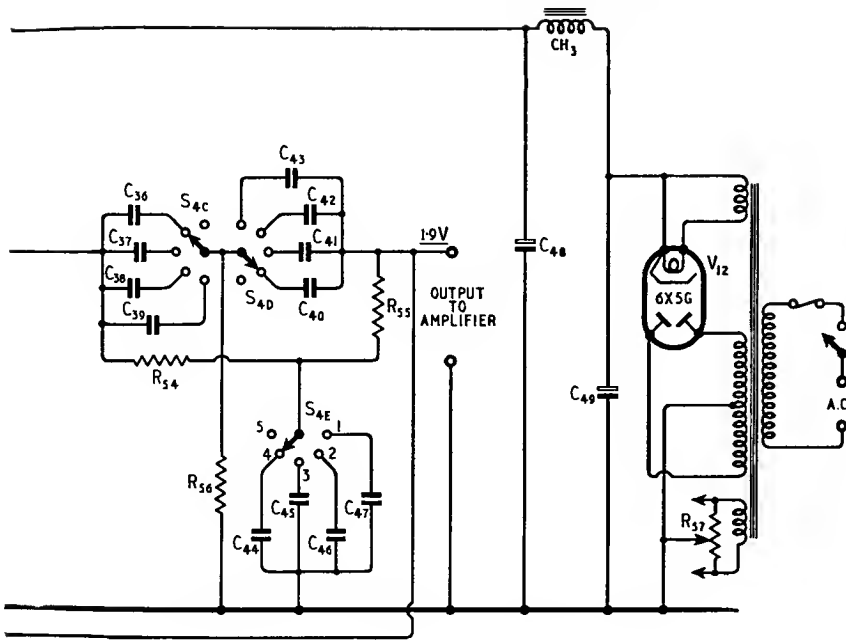 CH3
C43
C36
S4C
C42
C37
C41
1·9V
C48
V12
C38
S4D
6X5G
OUTPUT
TO
AMPLIFIER
C39
C40
R55
R54
C49
A.C
S4E
5
1
4
2
3
R56
C45
C47
R57
C44
C46